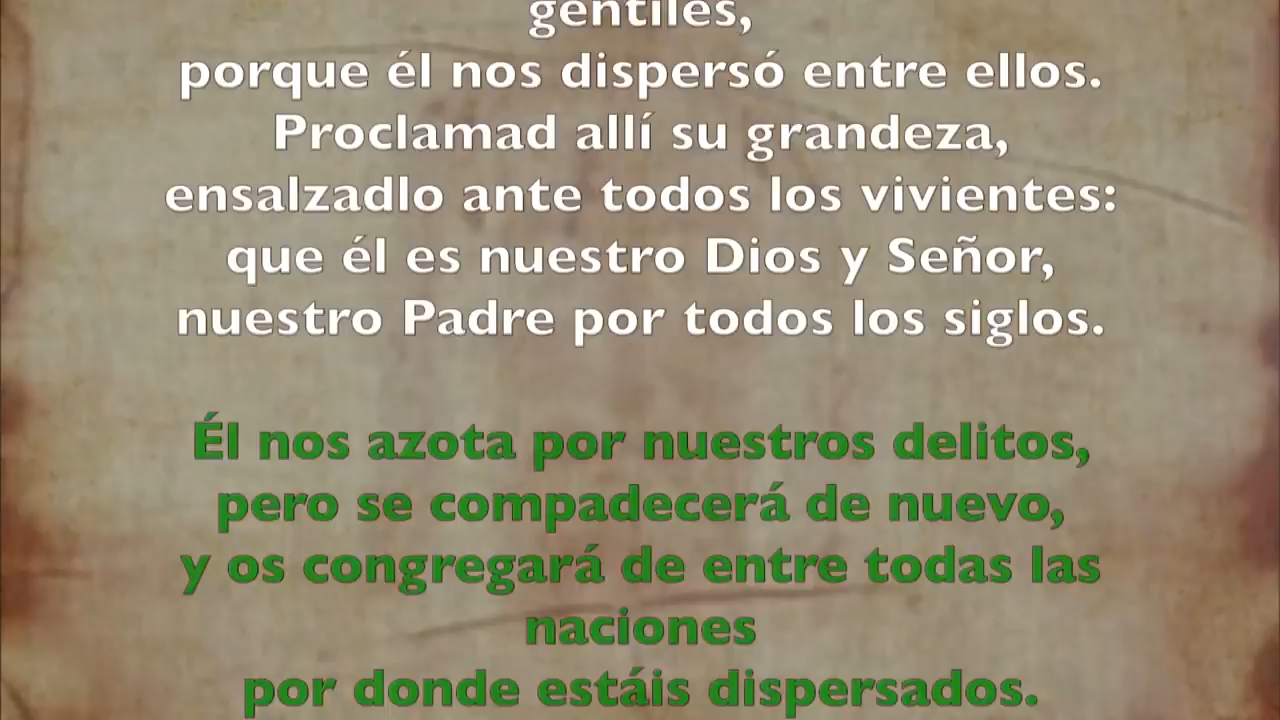 gentiles,
porque él nos dispersó entre ellos.
Proclamad allí su grandeza,
ensalzadlo ante todos los vivientes:
que él es nuestro Dios y Señor,
nuestro Padre por todos los siglos.
Él nos azota por nuestros delitos,
pero se compadecerá de nuevo,
y os congregará de entre todas las
naciones
por donde estáis dispersados.